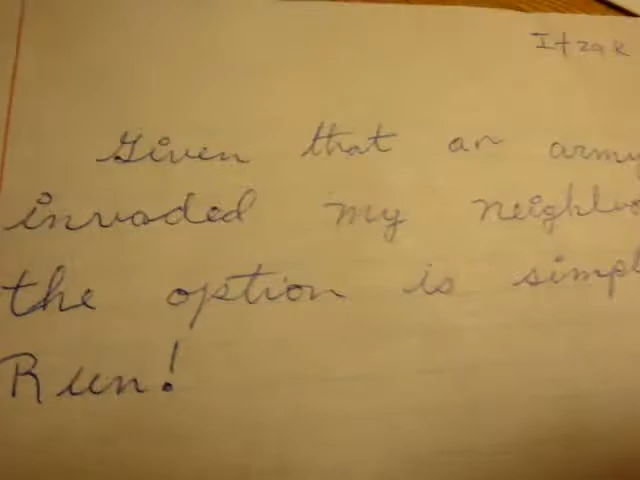 Itzak
Given that an army
invaded my neighbo
the option is simpl
Run!